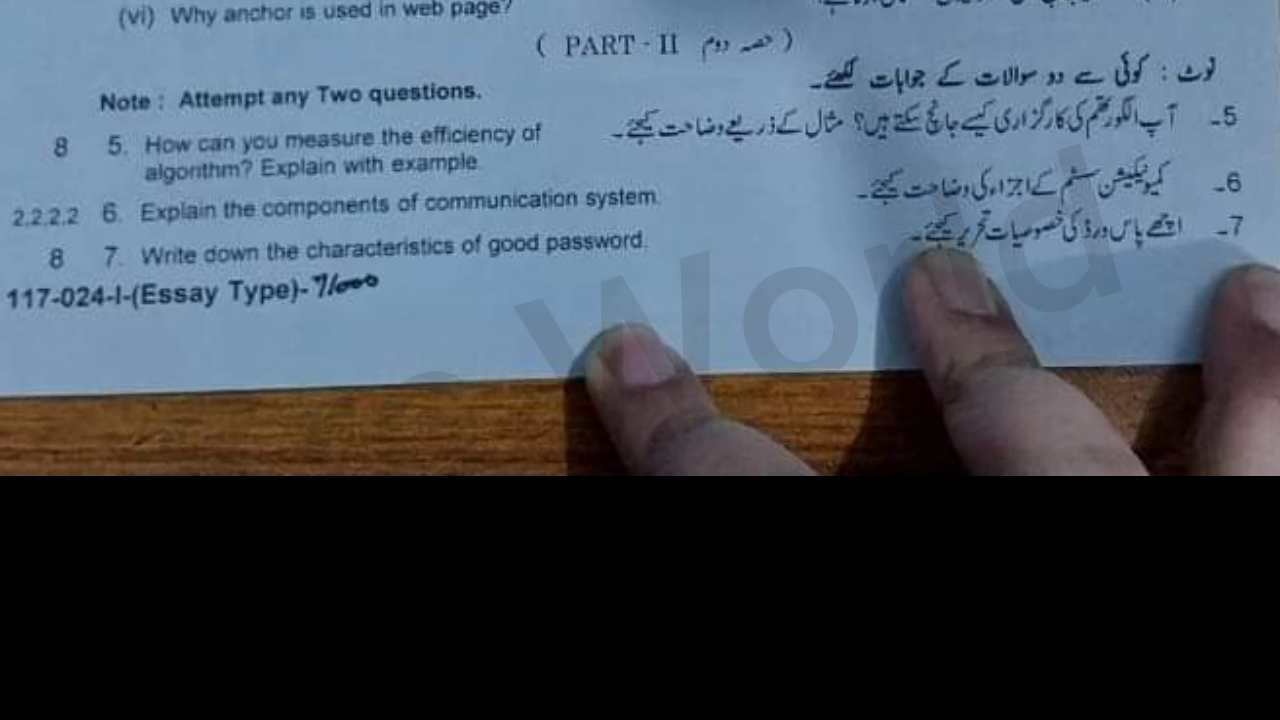 (vi) Why anchor is used in web page?
( PART - II حصہ دوم )
Note : Attempt any Two questions.
نوٹ : کوئی سے دو سوالات کے جوابات لکھئے۔
8 5. How can you measure the efficiency of
algorithm? Explain with example.
5۔ آپ الگورتھم کی کارگزاری کیسے جانچ سکتے ہیں؟ مثال کے ذریعے وضاحت کیجئے۔
2,2,2,2 6. Explain the components of communication system.
6۔ کمیونیکیشن سسٹم کے اجزاء کی وضاحت کیجئے۔
8 7. Write down the characteristics of good password.
7۔ اچھے پاس ورڈ کی خصوصیات تحریر کیجئے۔
117-024-I-(Essay Type)-71000
World